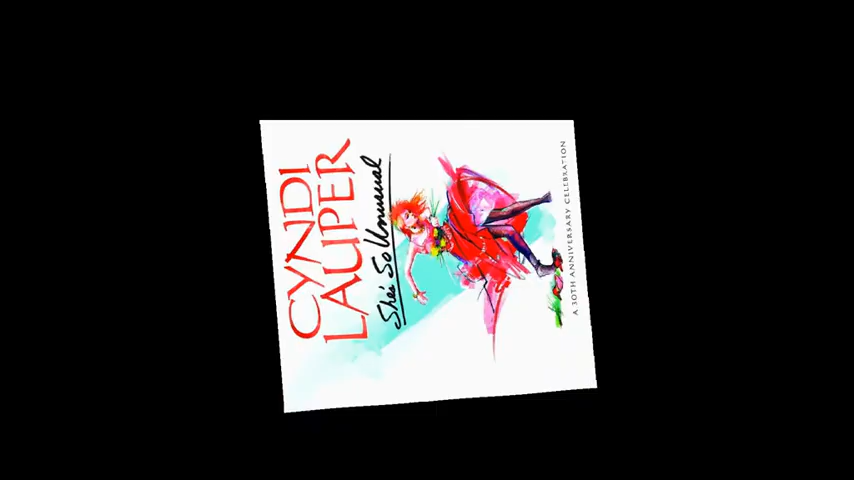 CYNDI
LAUPER
She's So Unusual
A 30TH ANNIVERSARY CELEBRATION